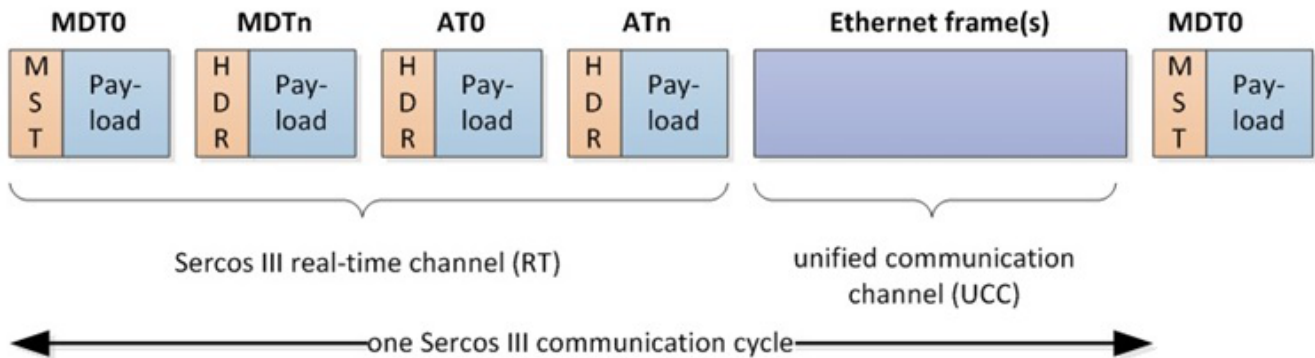 MDT0 MDTn AT0 ATn Ethernet frame(s) MDT0
M
S
T
Pay-
load
H
D
R
Pay-
load
H
D
R
Pay-
load
H
D
R
Pay-
load
M
S
T
Pay-
load
Sercos III real-time channel (RT)
unified communication
channel (UCC)
one Sercos III communication cycle